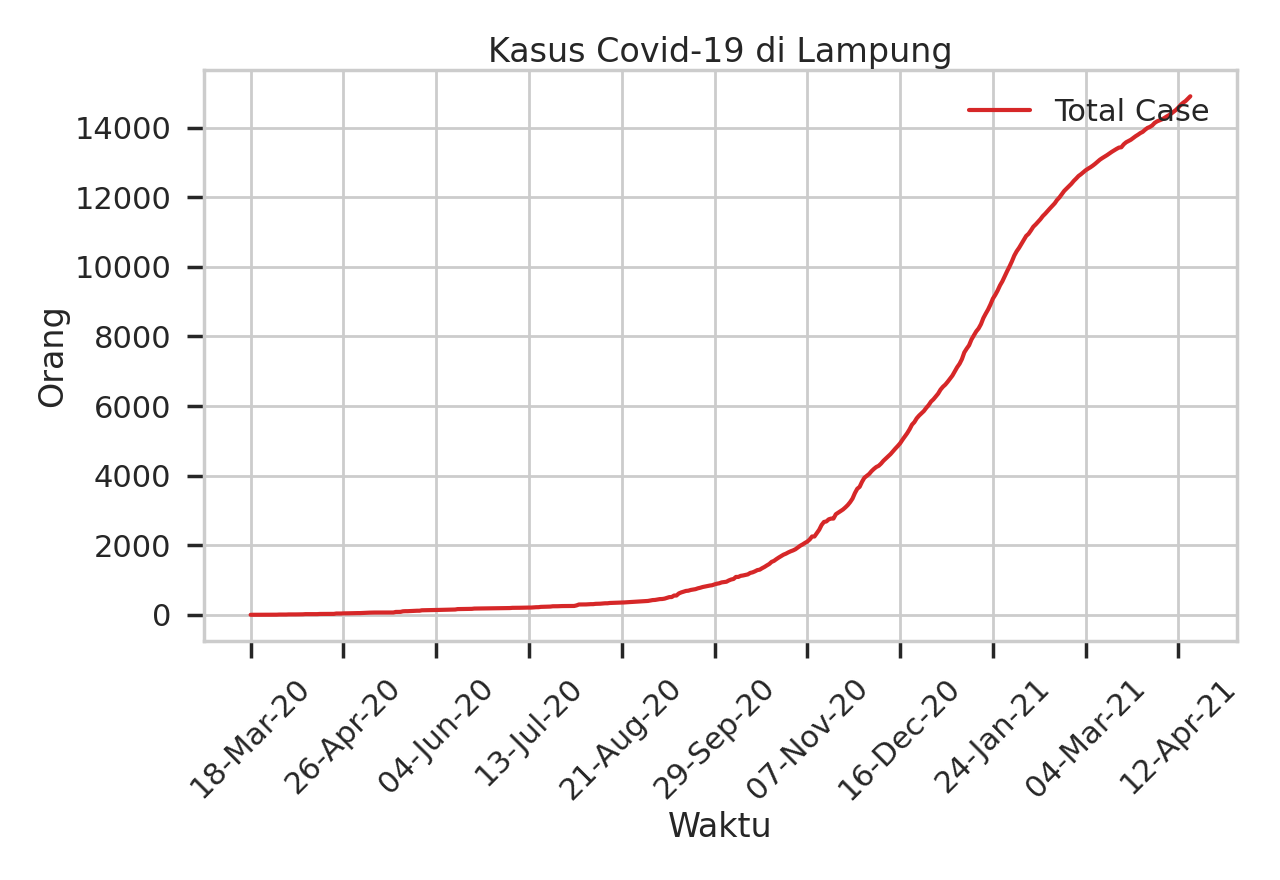 Kasus Covid-19 di Lampung
Total Case
14000
12000
10000
8000
6000
4000
2000
0
Orang
18-Mar-20
26-Apr-20
04-Jun-20
13-Jul-20
21-Aug-20
29-Sep-20
07-Nov-20
16-Dec-20
24-Jan-21
04-Mar-21
12-Apr-21
Waktu